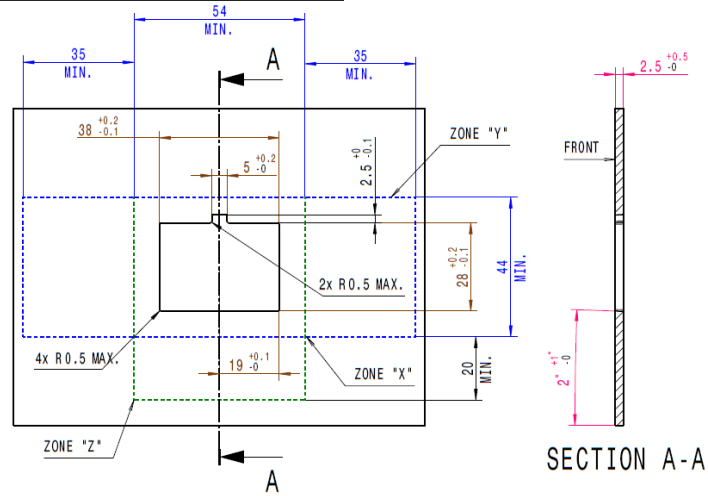 54
MIN.
35
MIN.
A
35
MIN.
2.5 +0.5 -0
38 +0.2 -0.1
5 +0.2 -0
2.5 +0 -0.1
ZONE "Y"
FRONT
2x R0.5 MAX.
28 +0.2 -0.1
44
MIN.
4x R0.5 MAX.
19 +0.1 -0
ZONE "X"
20
MIN.
2° +1° -0
ZONE "Z"
A
SECTION A-A